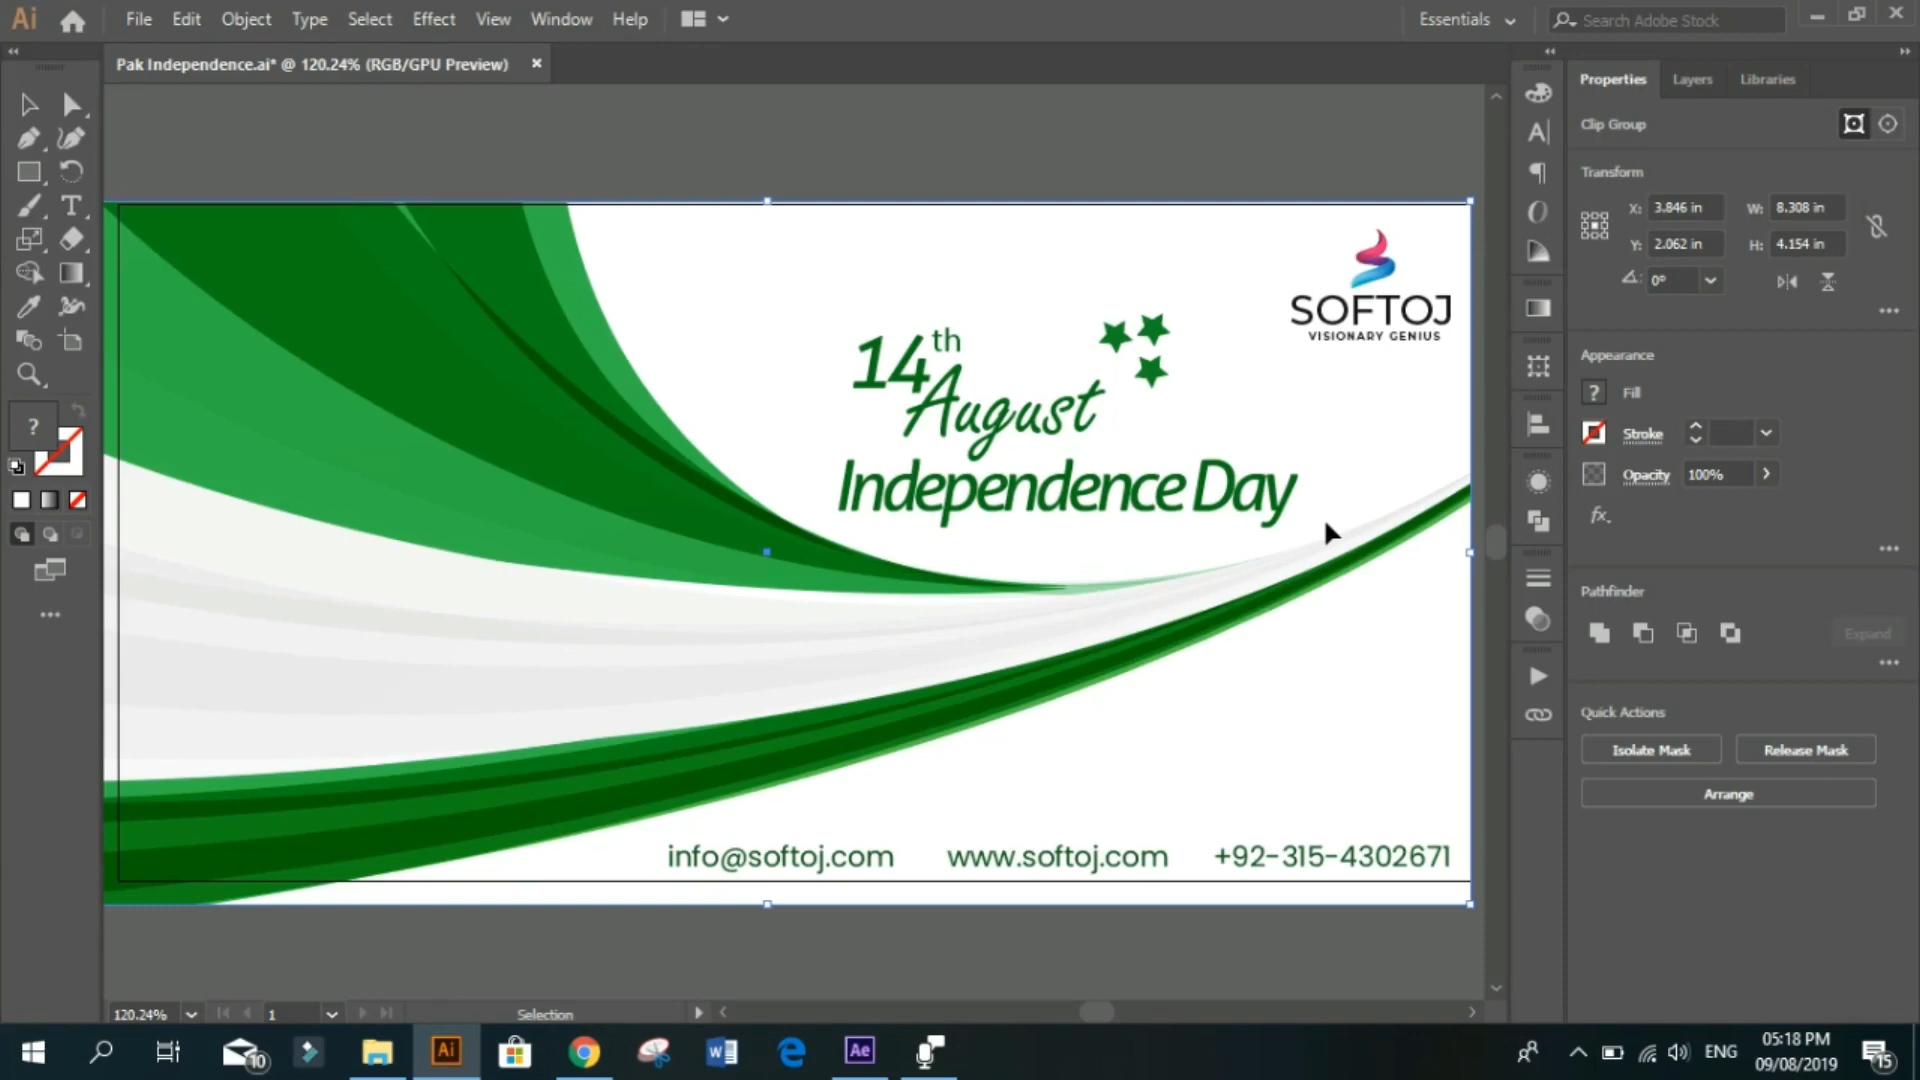 Ai File Edit Object Type Select Effect View Window Help Essentials Search Adobe Stock
Pak Independence.ai* @ 120.24% (RGB/GPU Preview) ×
Properties Layers Libraries
Clip Group
Transform
X: 3.846 in W: 8.308 in
Y: 2.062 in H: 4.154 in
0°
Appearance
? Fill
Stroke
Opacity 100%
fx.
Pathfinder
Expand
Quick Actions
Isolate Mask Release Mask
Arrange
?
SOFTOJ
VISIONARY GENIUS
14th
August
Independence Day
info@softoj.com www.softoj.com +92-315-4302671
120.24% 1 Selection
10 Ai W Ae ENG 05:18 PM
09/08/2019 15